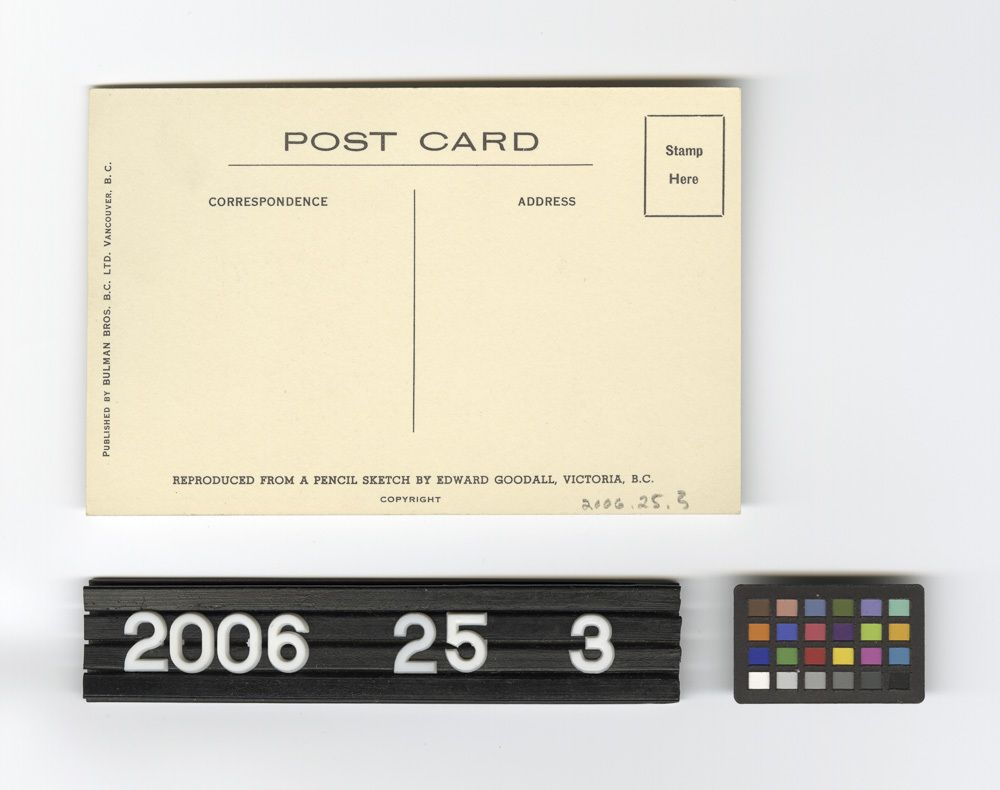 POST CARD
Stamp
Here
CORRESPONDENCE
ADDRESS
PUBLISHED BY BULMAN BROS. B.C. LTD. VANCOUVER, B. C.
REPRODUCED FROM A PENCIL SKETCH BY EDWARD GOODALL, VICTORIA, B.C.
COPYRIGHT
2006.25.3
2006 25 3